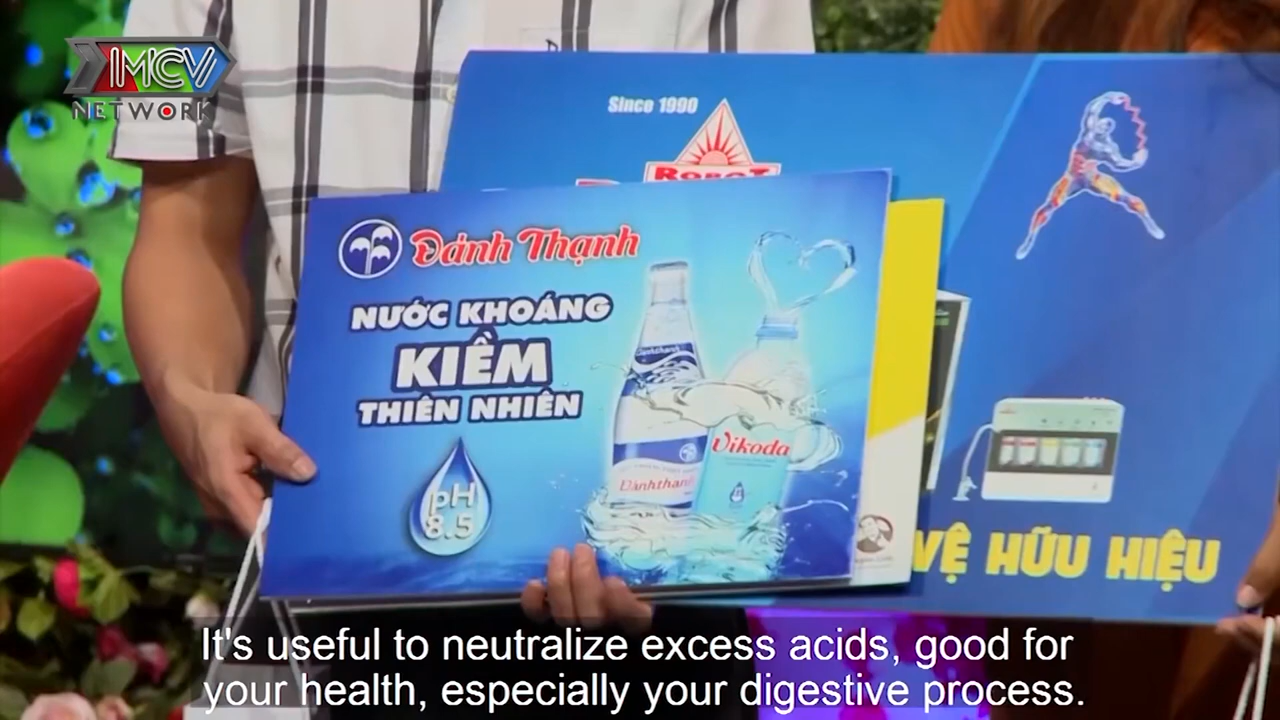 MCV
NETWORK
Since 1990
ROBOT
Đảnh Thạnh
NƯỚC KHOÁNG
KIỀM
THIÊN NHIÊN
pH
8.5
Đảnhthạnh
Vikoda
VỆ HỮU HIỆU
It's useful to neutralize excess acids, good for
your health, especially your digestive process.